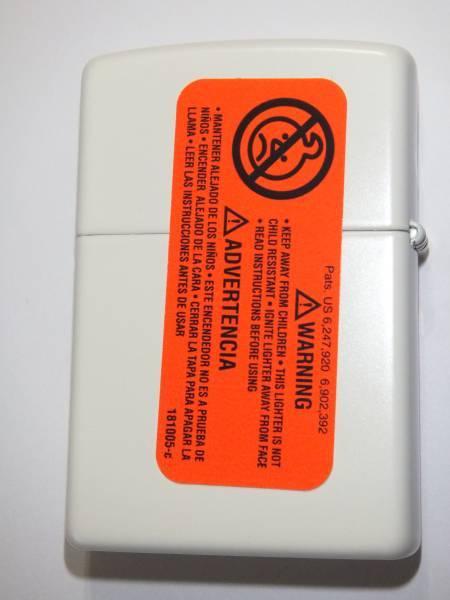 Pats. US 6,247,920 6,902,392
⚠WARNING
• KEEP AWAY FROM CHILDREN • THIS LIGHTER IS NOT
CHILD RESISTANT • IGNITE LIGHTER AWAY FROM FACE
• READ INSTRUCTIONS BEFORE USING
⚠ADVERTENCIA
• MANTENER ALEJADO DE LOS NIÑOS • ESTE ENCENDEDOR NO ES A PRUEBA DE
NIÑOS • ENCENDER ALEJADO DE LA CARA • CERRAR LA TAPA PARA APAGAR LA
LLAMA • LEER LAS INSTRUCCIONES ANTES DE USAR
181005-